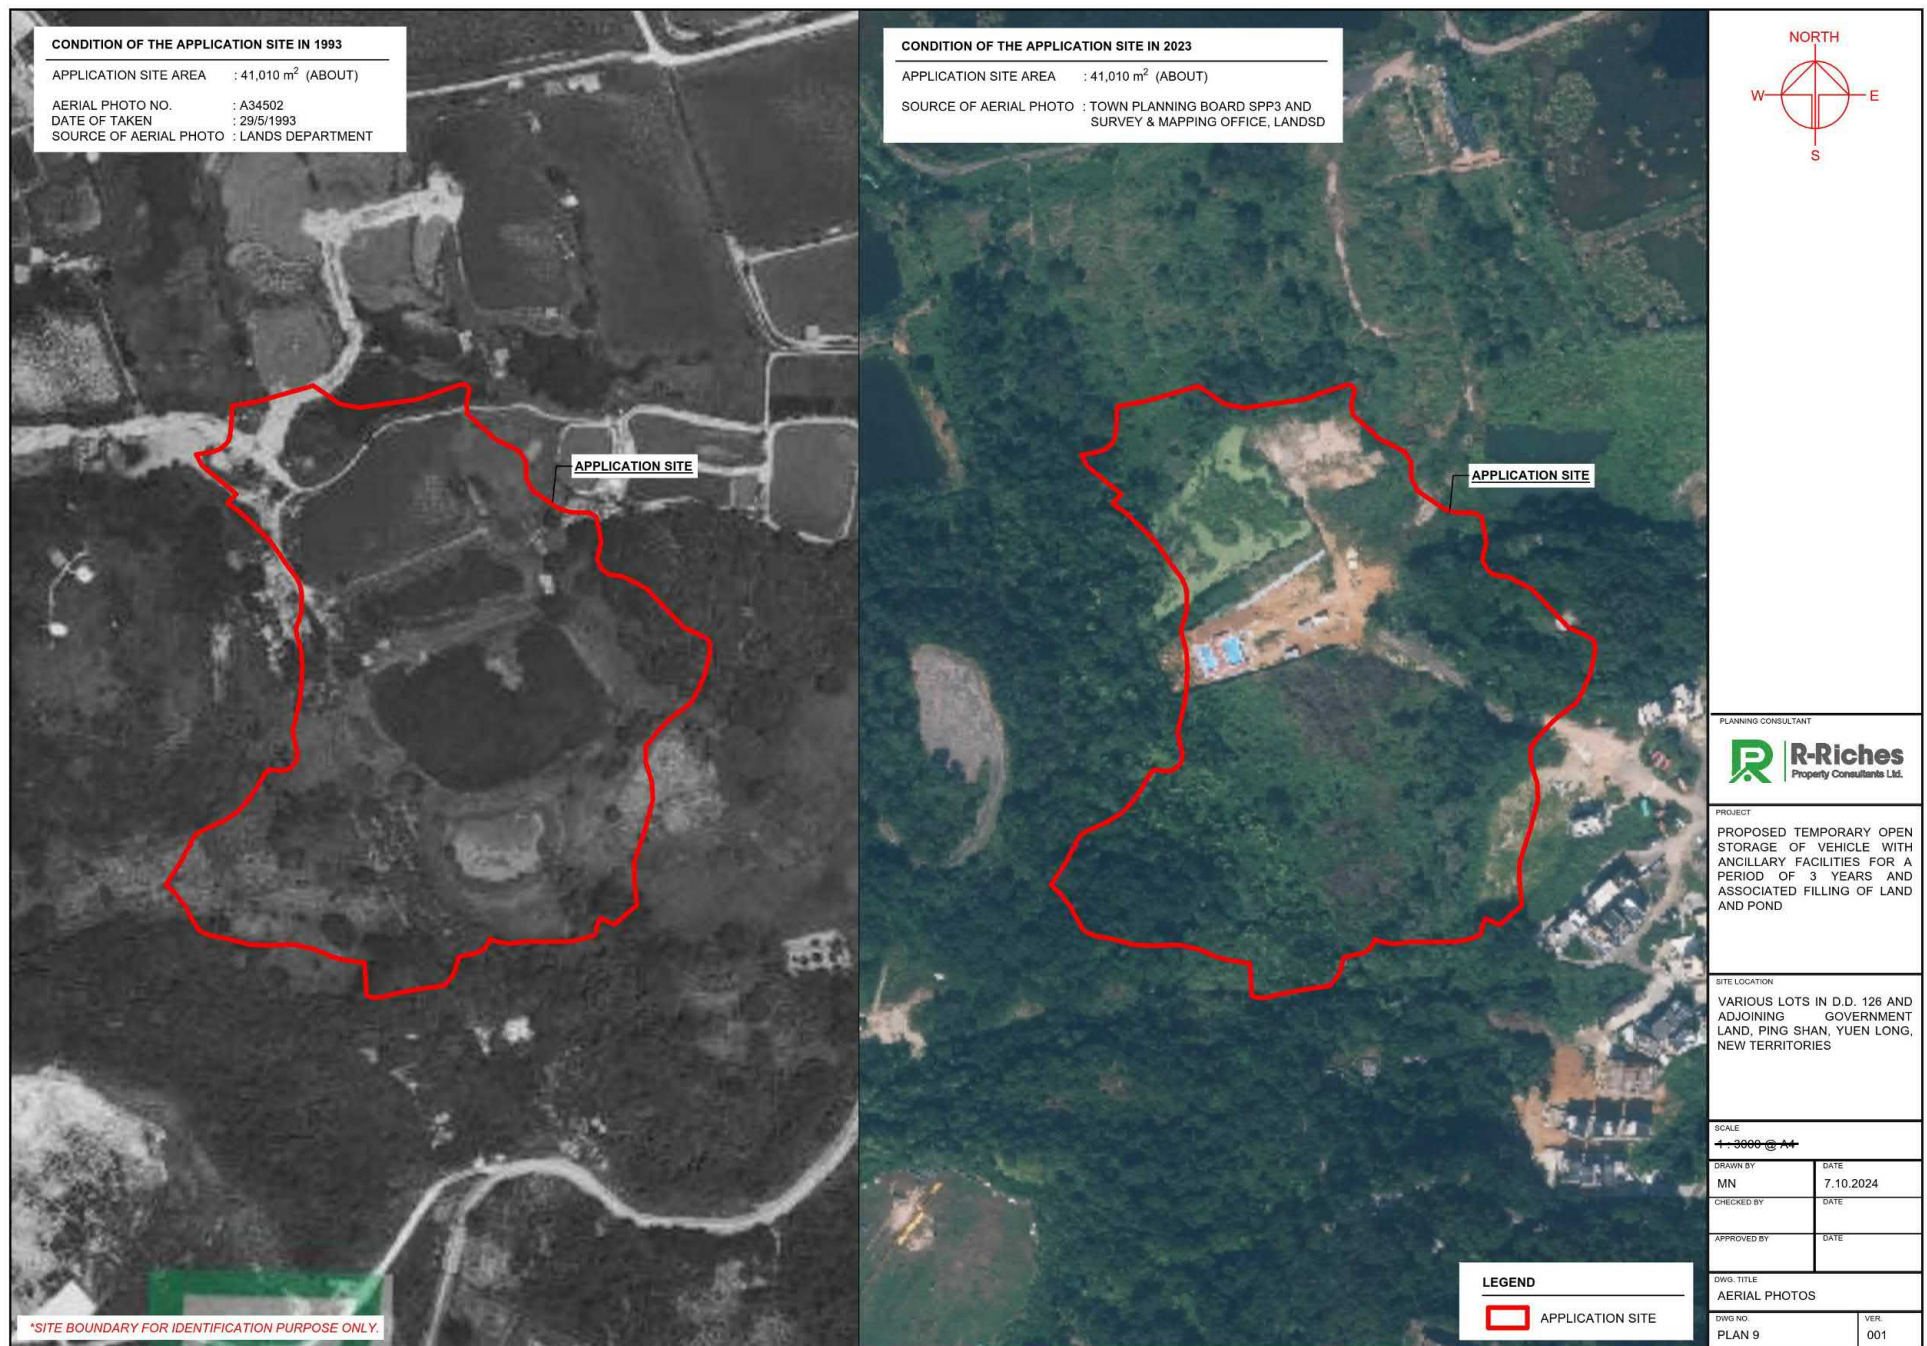 CONDITION OF THE APPLICATION SITE IN 1993
APPLICATION SITE AREA : 41,010 m² (ABOUT)
AERIAL PHOTO NO. : A34502
DATE OF TAKEN : 29/5/1993
SOURCE OF AERIAL PHOTO : LANDS DEPARTMENT
APPLICATION SITE
*SITE BOUNDARY FOR IDENTIFICATION PURPOSE ONLY.
CONDITION OF THE APPLICATION SITE IN 2023
APPLICATION SITE AREA : 41,010 m² (ABOUT)
SOURCE OF AERIAL PHOTO : TOWN PLANNING BOARD SPP3 AND
SURVEY & MAPPING OFFICE, LANDSD
APPLICATION SITE
LEGEND
APPLICATION SITE
NORTH
W E
S
PLANNING CONSULTANT
R-Riches
Property Consultants Ltd.
PROJECT
PROPOSED TEMPORARY OPEN
STORAGE OF VEHICLE WITH
ANCILLARY FACILITIES FOR A
PERIOD OF 3 YEARS AND
ASSOCIATED FILLING OF LAND
AND POND
SITE LOCATION
VARIOUS LOTS IN D.D. 126 AND
ADJOINING GOVERNMENT
LAND, PING SHAN, YUEN LONG,
NEW TERRITORIES
SCALE
1 : 3000 @ A4
DRAWN BY DATE
MN 7.10.2024
CHECKED BY DATE
APPROVED BY DATE
DWG. TITLE
AERIAL PHOTOS
DWG NO. VER.
PLAN 9 001